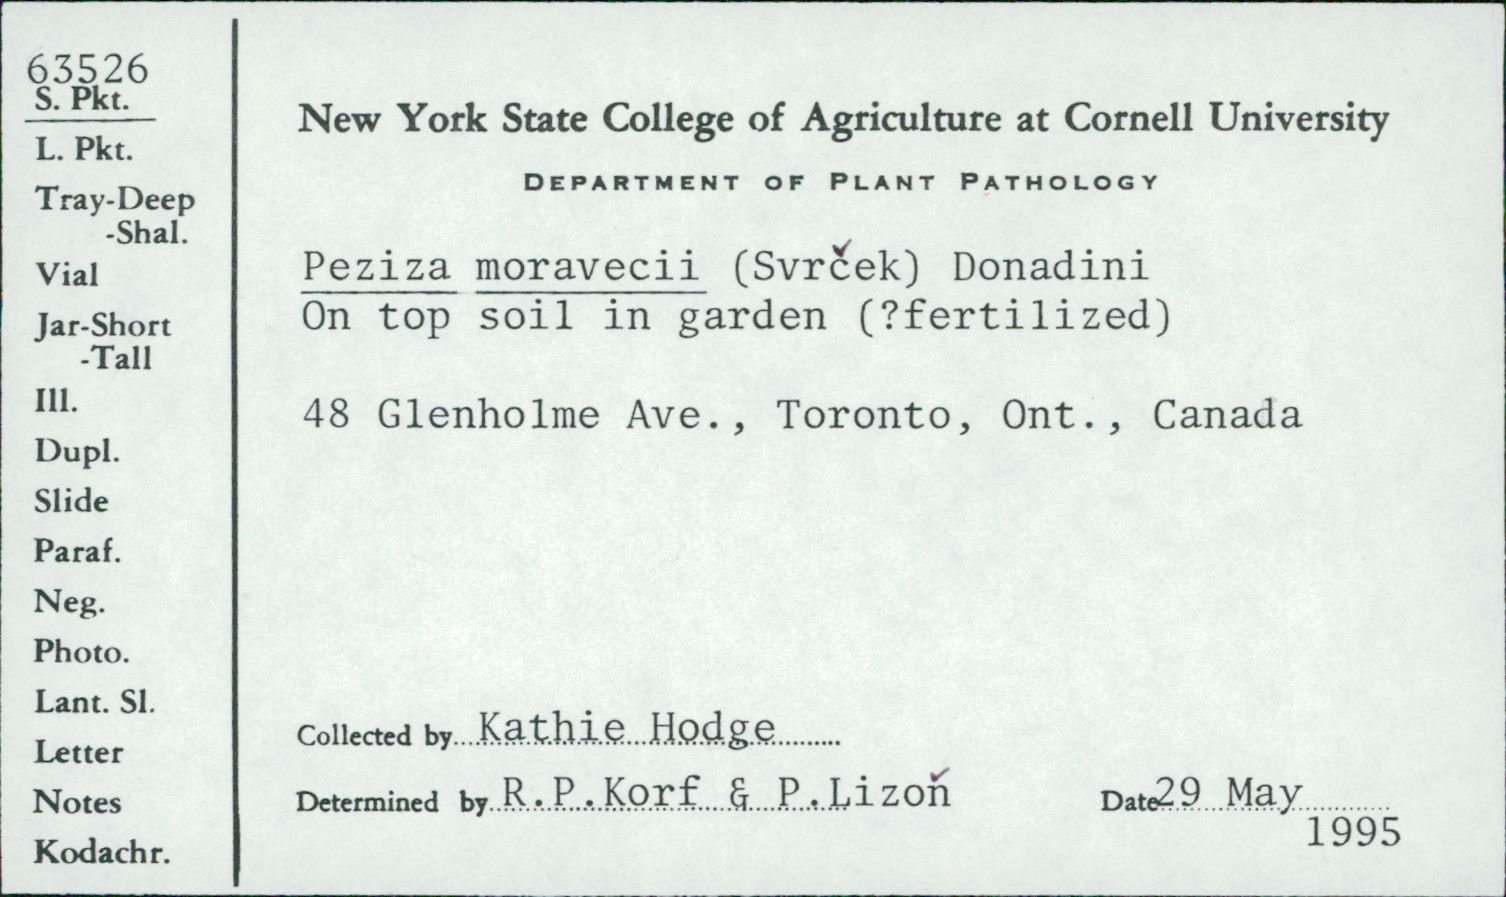 63526
S. Pkt.
L. Pkt.
Tray-Deep
-Shal.
Vial
Jar-Short
-Tall
Ill.
Dupl.
Slide
Paraf.
Neg.
Photo.
Lant. Sl.
Letter
Notes
Kodachr.
New York State College of Agriculture at Cornell University
DEPARTMENT OF PLANT PATHOLOGY
Peziza moravecii (Svrček) Donadini
On top soil in garden (?fertilized)
48 Glenholme Ave., Toronto, Ont., Canada
Collected by Kathie Hodge
Determined by R.P.Korf & P.Lizoň
Date 29 May
1995